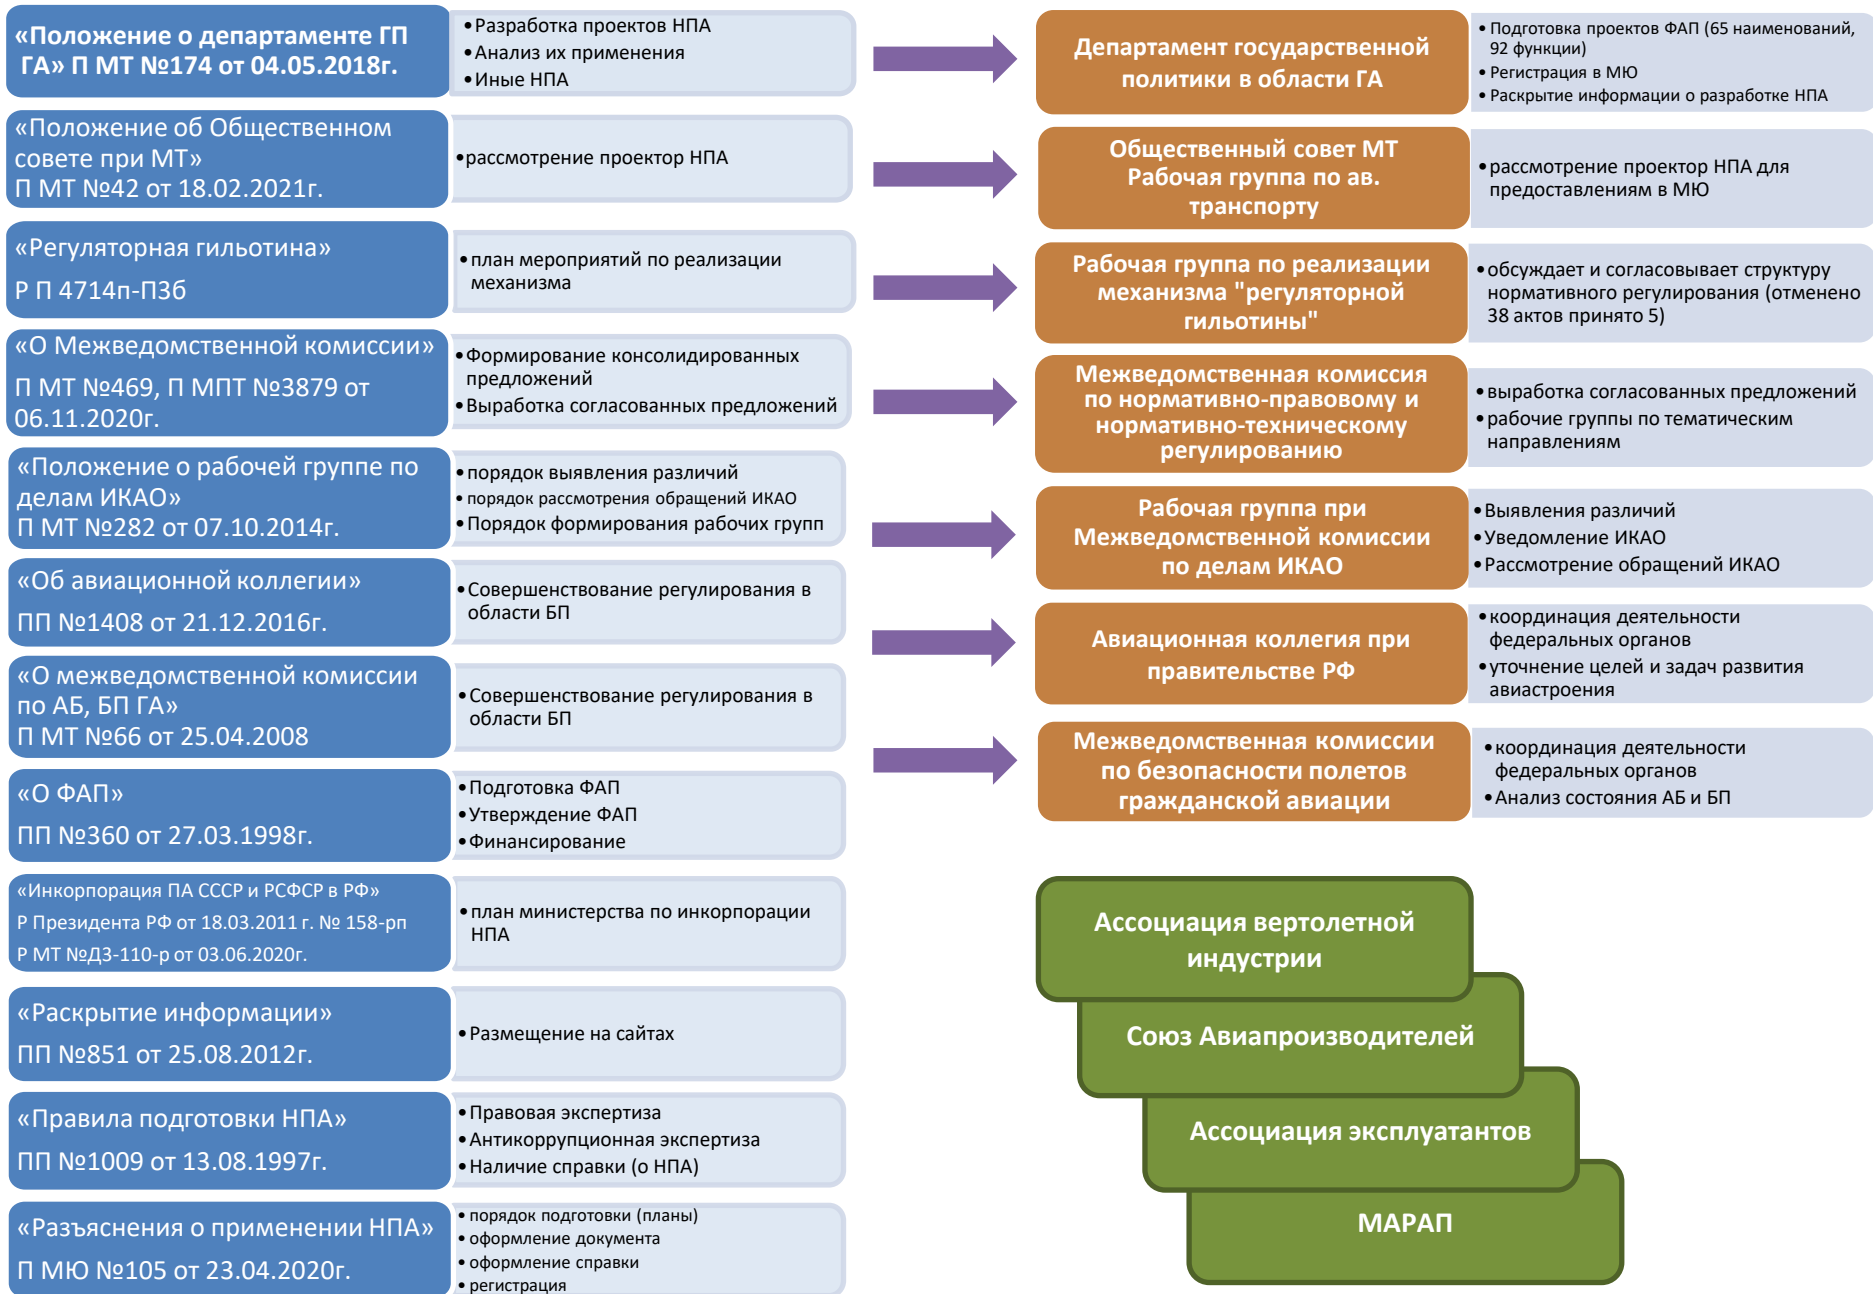 «Положение о департаменте ГП
ГА» П МТ №174 от 04.05.2018г.
•Разработка проектов НПА
•Анализ их применения
•Иные НПА
Департамент государственной
политики в области ГА
•Подготовка проектов ФАП (65 наименований,
92 функции)
•Регистрация в МЮ
•Раскрытие информации о разработке НПА
«Положение об Общественном
совете при МТ»
П МТ №42 от 18.02.2021г.
•рассмотрение проектор НПА
Общественный совет МТ
Рабочая группа по ав.
транспорту
•рассмотрение проектор НПА для
предоставлениям в МЮ
«Регуляторная гильотина»
Р П 4714п-П36
•план мероприятий по реализации
механизма
Рабочая группа по реализации
механизма "регуляторной
гильотины"
•обсуждает и согласовывает структуру
нормативного регулирования (отменено
38 актов принято 5)
«О Межведомственной комиссии»
П МТ №469, П МПТ №3879 от
06.11.2020г.
•Формирование консолидированных
предложений
•Выработка согласованных предложений
Межведомственная комиссия
по нормативно-правовому и
нормативно-техническому
регулированию
•выработка согласованных предложений
•рабочие группы по тематическим
направлениям
«Положение о рабочей группе по
делам ИКАО»
П МТ №282 от 07.10.2014г.
•порядок выявления различий
•порядок рассмотрения обращений ИКАО
•Порядок формирования рабочих групп
Рабочая группа при
Межведомственной комиссии
по делам ИКАО
•Выявления различий
•Уведомление ИКАО
•Рассмотрение обращений ИКАО
«Об авиационной коллегии»
ПП №1408 от 21.12.2016г.
•Совершенствование регулирования в
области БП
Авиационная коллегия при
правительстве РФ
•координация деятельности
федеральных органов
•уточнение целей и задач развития
авиастроения
«О межведомственной комиссии
по АБ, БП ГА»
П МТ №66 от 25.04.2008
•Совершенствование регулирования в
области БП
Межведомственная комиссии
по безопасности полетов
гражданской авиации
•координация деятельности
федеральных органов
•Анализ состояния АБ и БП
«О ФАП»
ПП №360 от 27.03.1998г.
•Подготовка ФАП
•Утверждение ФАП
•Финансирование
«Инкорпорация ПА СССР и РСФСР в РФ»
Р Президента РФ от 18.03.2011 г. № 158-рп
Р МТ №ДЗ-110-р от 03.06.2020г.
•план министерства по инкорпорации
НПА
«Раскрытие информации»
ПП №851 от 25.08.2012г.
•Размещение на сайтах
«Правила подготовки НПА»
ПП №1009 от 13.08.1997г.
•Правовая экспертиза
•Антикоррупционная экспертиза
•Наличие справки (о НПА)
«Разъяснения о применении НПА»
П МЮ №105 от 23.04.2020г.
•порядок подготовки (планы)
•оформление документа
•оформление справки
•регистрация
Ассоциация вертолетной
индустрии
Союз Авиапроизводителей
Ассоциация эксплуатантов
МАРАП